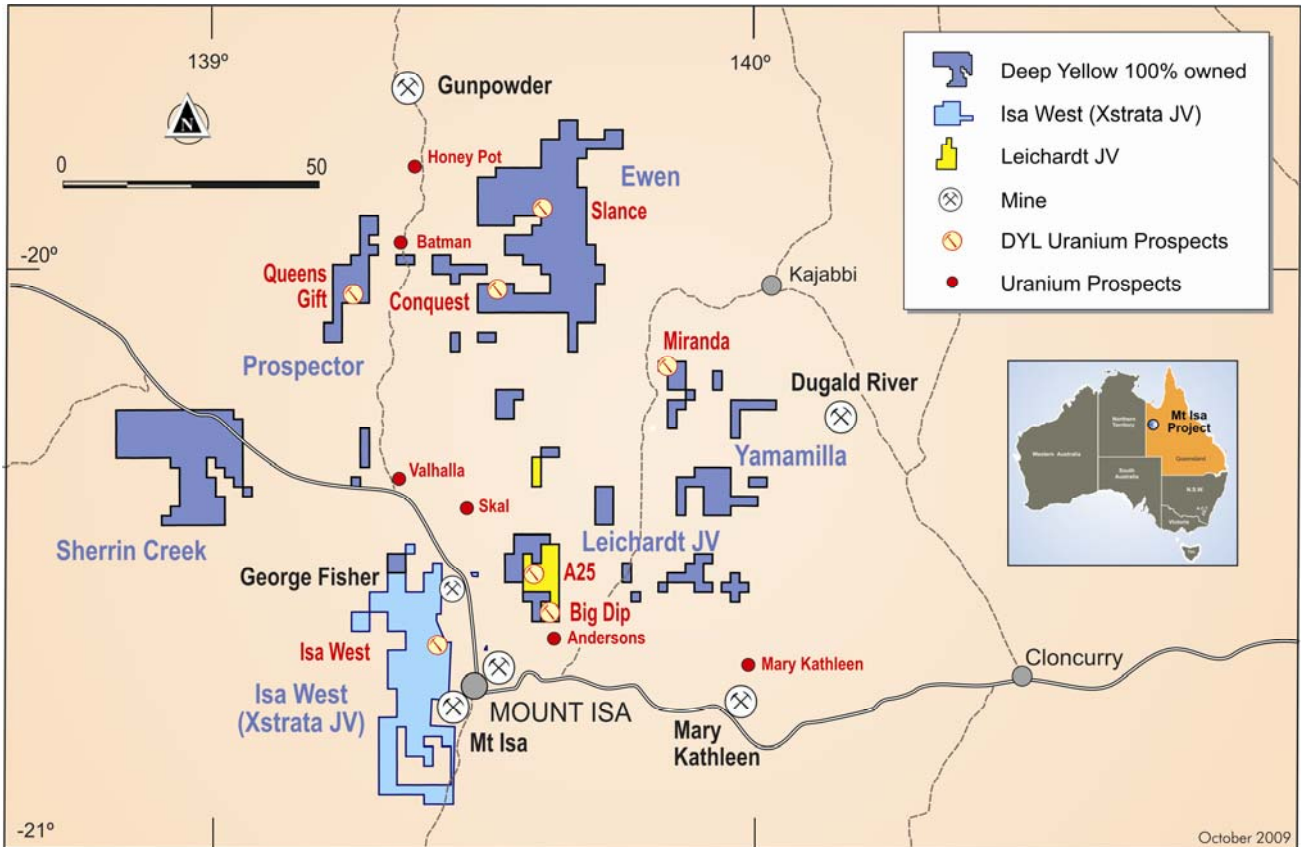 139º
140º
Gunpowder
Honey Pot
Ewen
Slance
Batman
Queens
Gift
Conquest
Prospector
0
50
N
-20º
Kajabbi
Miranda
Dugald River
Yamamilla
Valhalla
Skal
Sherrin Creek
Leichardt JV
George Fisher
A25
Big Dip
Andersons
Isa West
Isa West
(Xstrata JV)
MOUNT ISA
Mt Isa
Mary Kathleen
Mary
Kathleen
Cloncurry
-21º
Deep Yellow 100% owned
Isa West (Xstrata JV)
Leichardt JV
Mine
DYL Uranium Prospects
Uranium Prospects
Mt Isa
Project
Northern
Territory
Queensland
Western Australia
South
Australia
N.S.W.
Victoria
October 2009